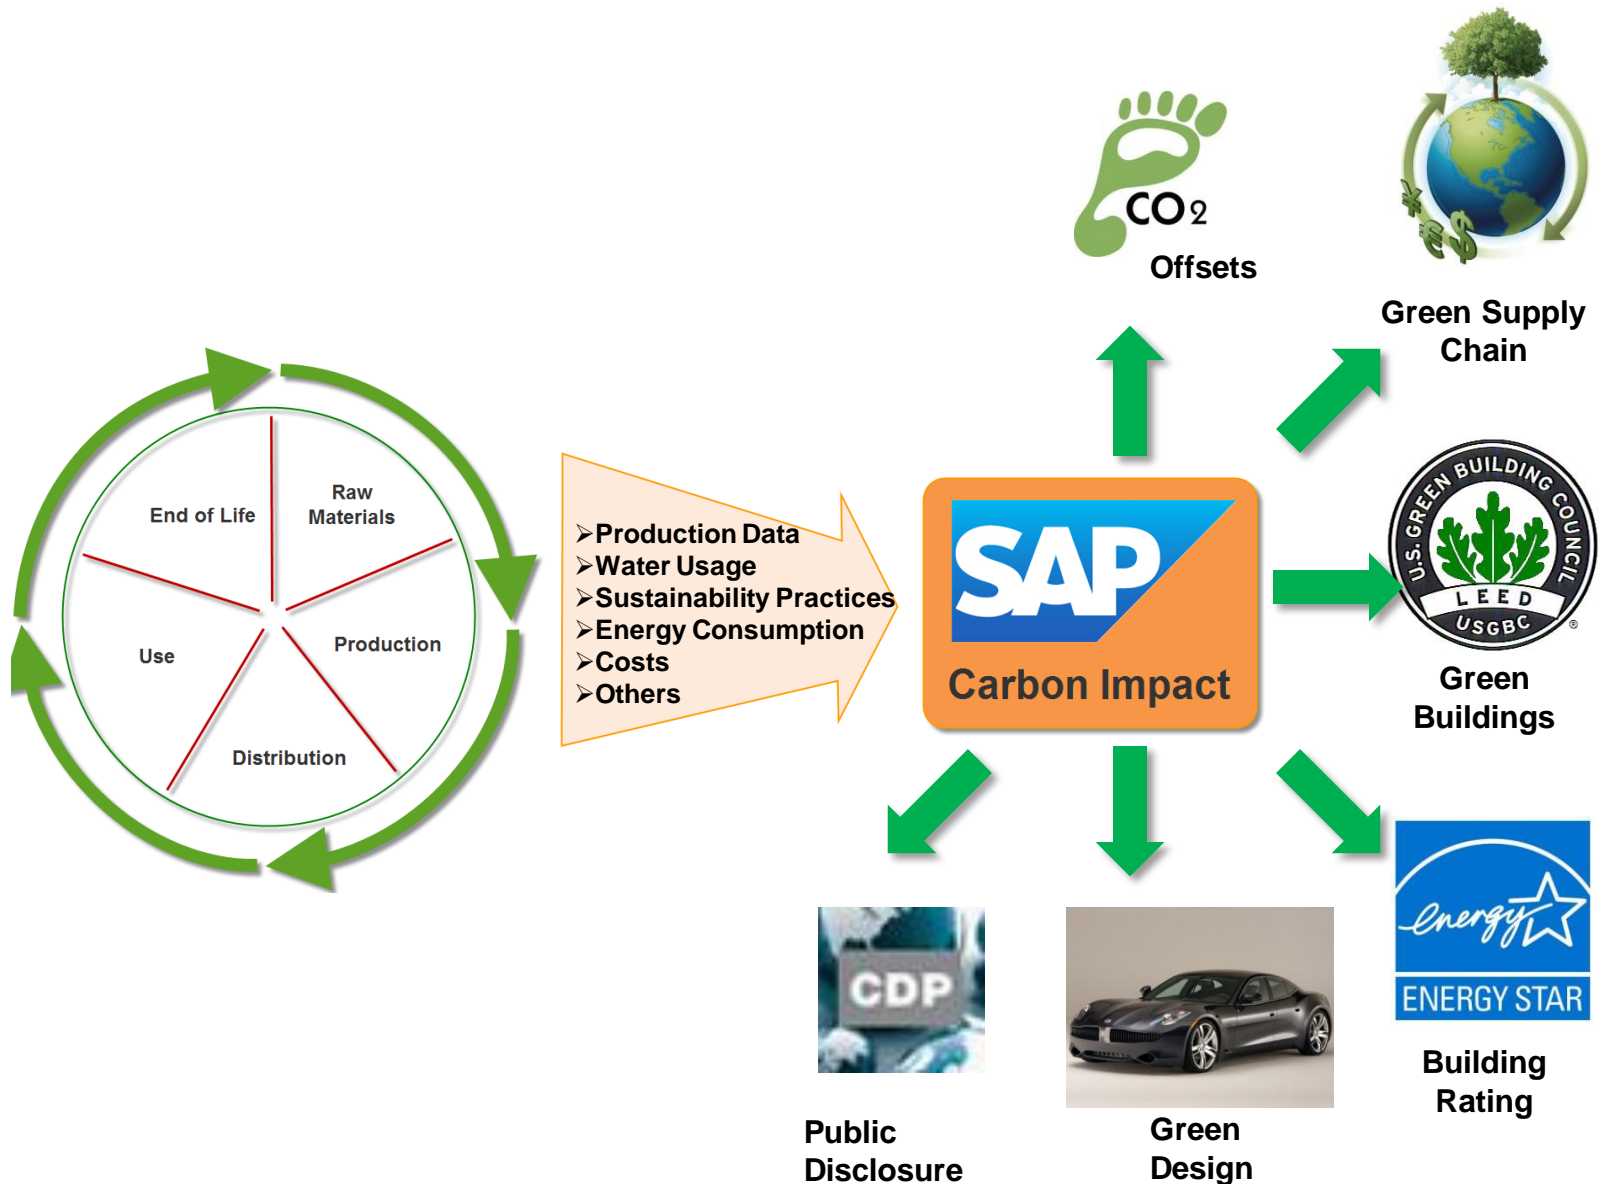 CO2
Offsets
¥
€
$
Green Supply
Chain
End of Life
Raw
Materials
Use
Production
Distribution
➢Production Data
➢Water Usage
➢Sustainability Practices
➢Energy Consumption
➢Costs
➢Others
SAP
Carbon Impact
U.S. GREEN BUILDING COUNCIL
LEED
USGBC
®
Green
Buildings
CDP
Public
Disclosure
Green
Design
energy
ENERGY STAR
Building
Rating